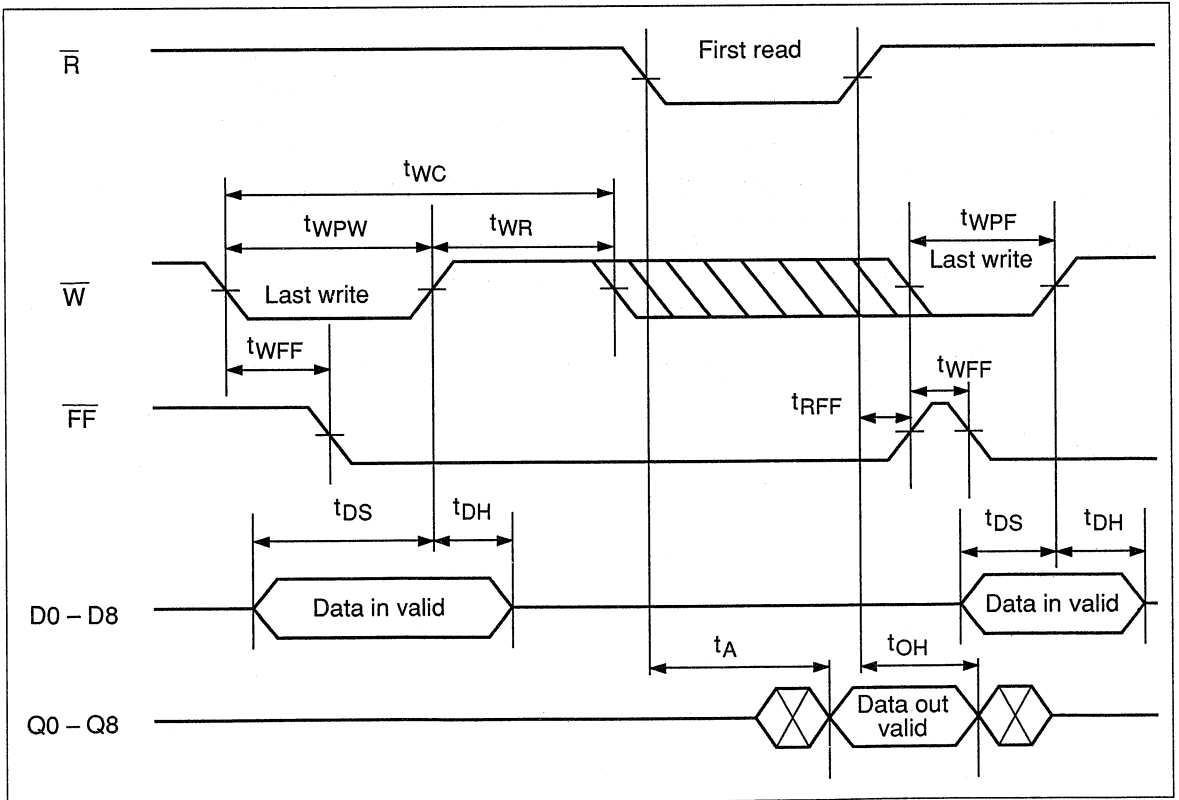 R̅ First read
tWC
tWPW tWR tWPF
W̅ Last write Last write
tWFF tWFF
F̅F̅ tRFF
tDS tDH tDS tDH
D0 – D8 Data in valid Data in valid
tA tOH
Q0 – Q8 Data out
valid